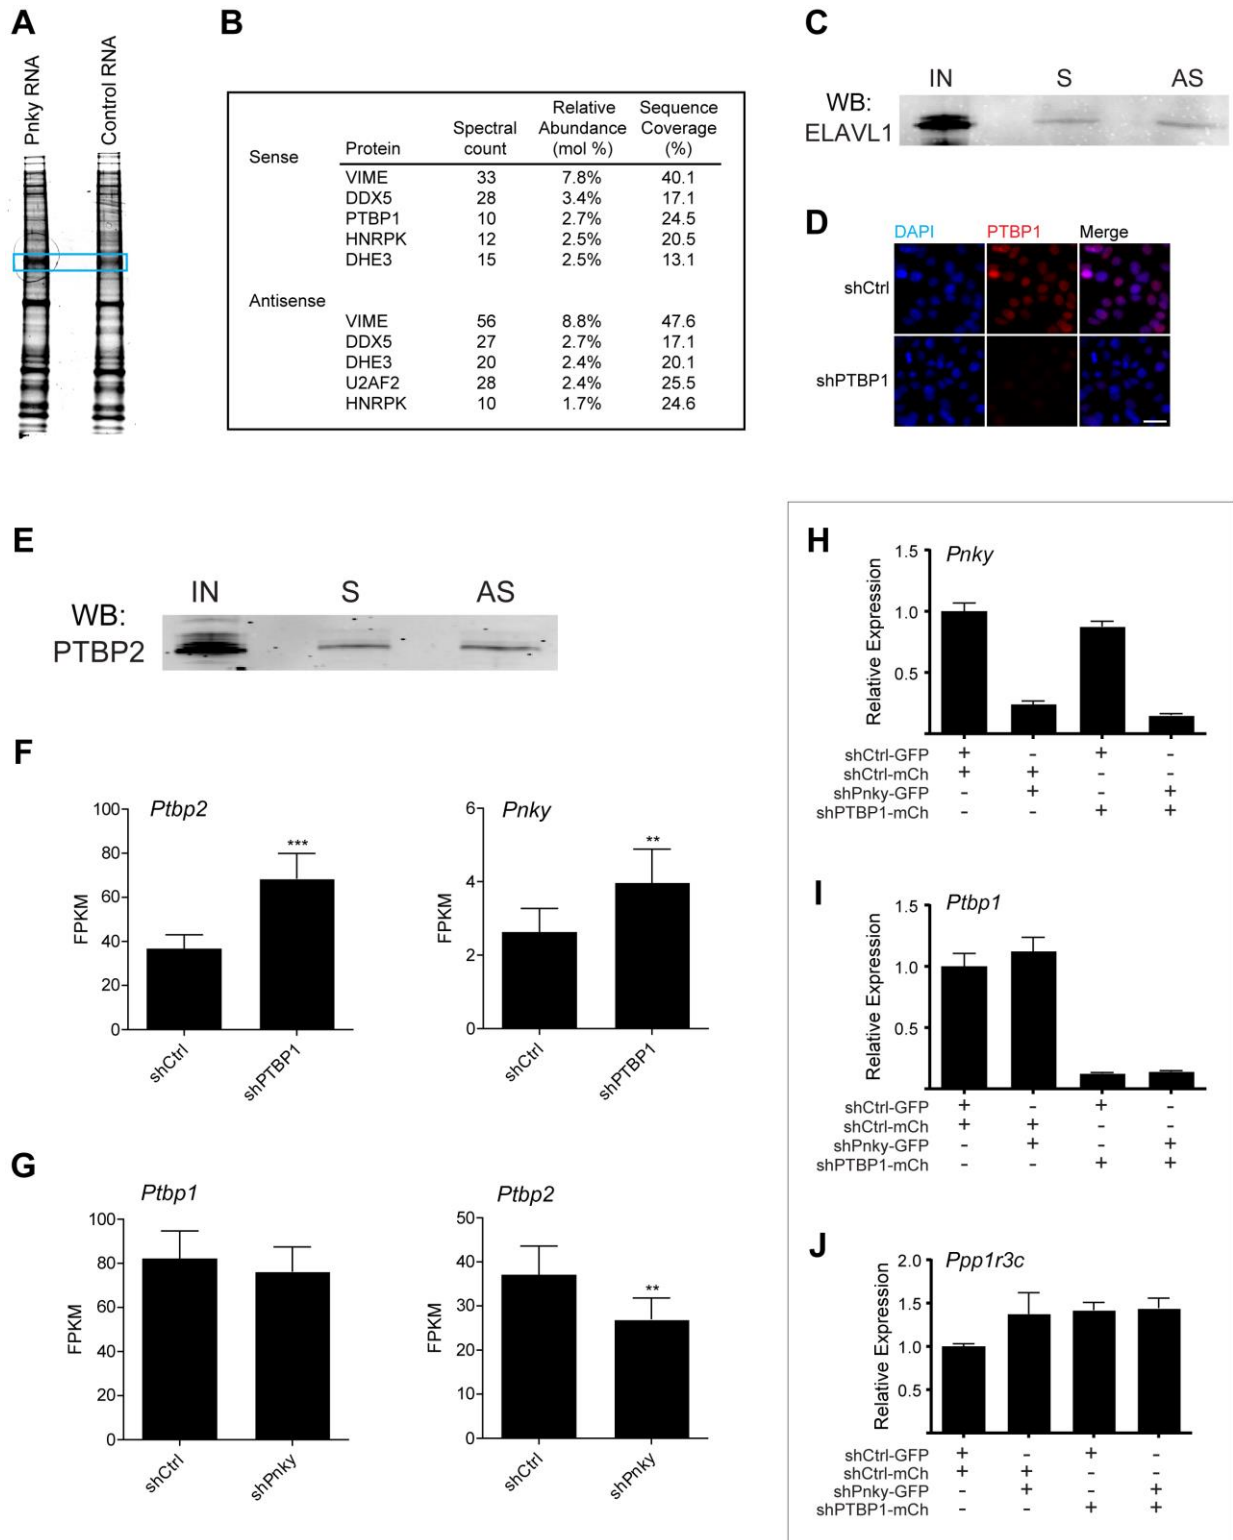 A
Pnky RNA
Control RNA
B
Sense
Protein Spectral count Relative Abundance (mol %) Sequence Coverage (%)
VIME 33 7.8% 40.1
DDX5 28 3.4% 17.1
PTBP1 10 2.7% 24.5
HNRPK 12 2.5% 20.5
DHE3 15 2.5% 13.1
Antisense
VIME 56 8.8% 47.6
DDX5 27 2.7% 17.1
DHE3 20 2.4% 20.1
U2AF2 28 2.4% 25.5
HNRPK 10 1.7% 24.6
C
IN S AS
WB:
ELAVL1
D
DAPI PTBP1 Merge
shCtrl
shPTBP1
E
IN S AS
WB:
PTBP2
F
Ptbp2
FPKM
100
80
60
40
20
0
***
shCtrl
shPTBP1
Pnky
FPKM
6
4
2
0
**
shCtrl
shPTBP1
G
Ptbp1
FPKM
100
80
60
40
20
0
shCtrl
shPnky
Ptbp2
FPKM
50
40
30
20
10
0
**
shCtrl
shPnky
H
Pnky
Relative Expression
1.5
1.0
0.5
shCtrl-GFP + - + -
shCtrl-mCh + + - -
shPnky-GFP - + - +
shPTBP1-mCh - - + +
I
Ptbp1
Relative Expression
1.5
1.0
0.5
shCtrl-GFP + - + -
shCtrl-mCh + + - -
shPnky-GFP - + - +
shPTBP1-mCh - - + +
J
Ppp1r3c
Relative Expression
2.0
1.5
1.0
0.5
shCtrl-GFP + - + -
shCtrl-mCh + + - -
shPnky-GFP - + - +
shPTBP1-mCh - - + +